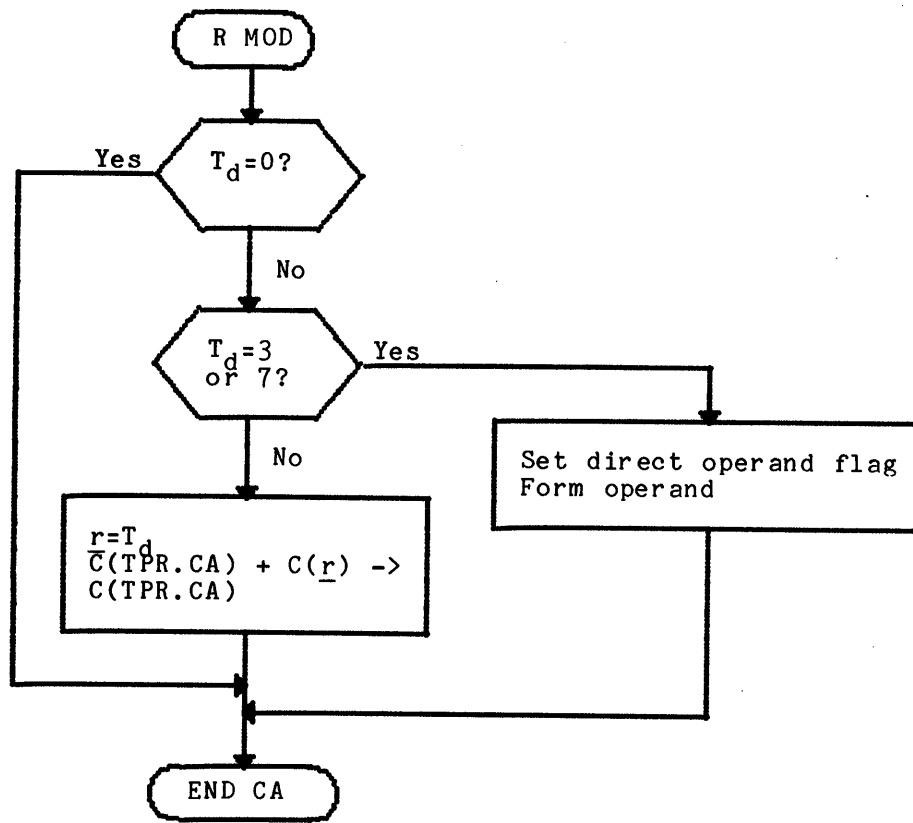 R MOD
Yes
T_d=0?
No
T_d=3
or 7?
Yes
No
Set direct operand flag
Form operand
r=T_d
C(TPR.CA) + C(r) ->
C(TPR.CA)
END CA